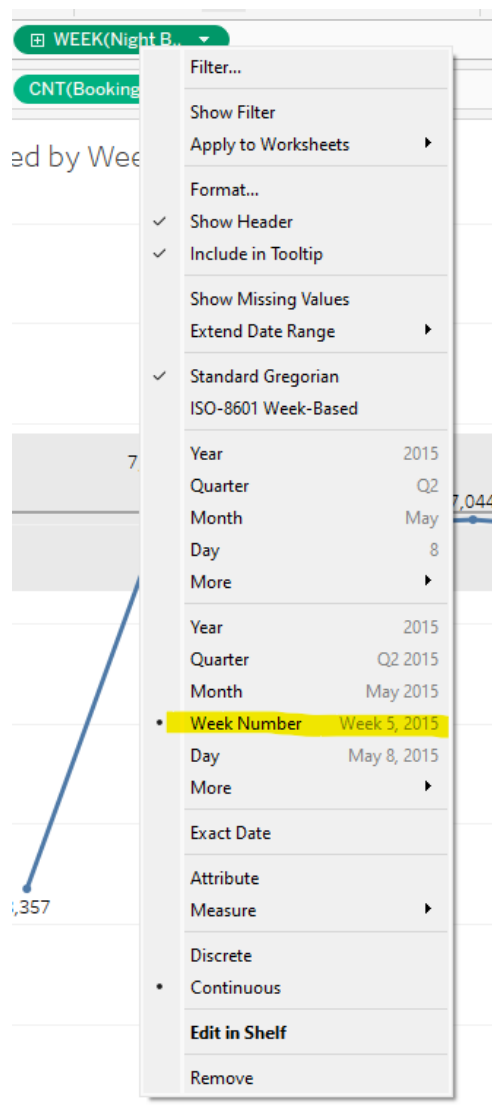 WEEK(Night B..
CNT(Booking
ed by Wee
Filter...
Show Filter
Apply to Worksheets
Format...
Show Header
Include in Tooltip
Show Missing Values
Extend Date Range
Standard Gregorian
ISO-8601 Week-Based
Year 2015
Quarter Q2
Month May
Day 8
More
Year 2015
Quarter Q2 2015
Month May 2015
Week Number Week 5, 2015
Day May 8, 2015
More
Exact Date
Attribute
Measure
Discrete
Continuous
Edit in Shelf
Remove
7,
7,044
,357